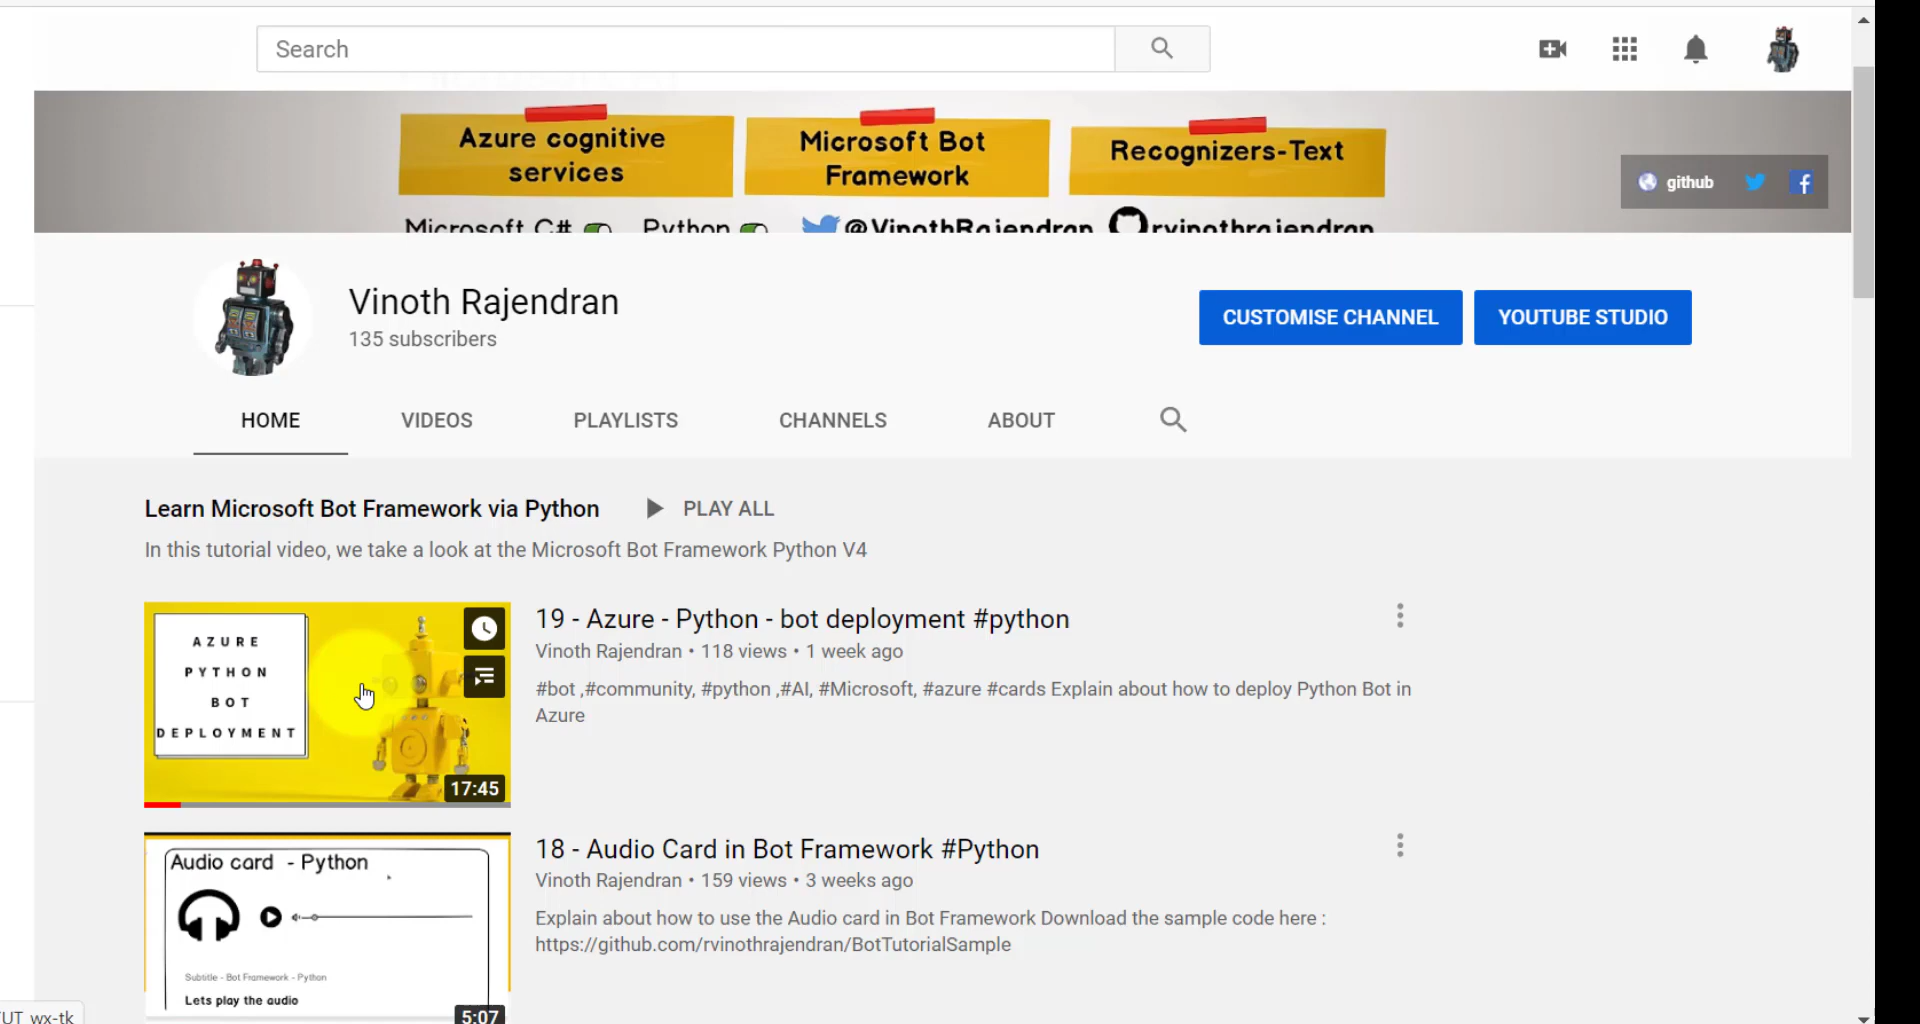 Search
Azure cognitive
services
Microsoft Bot
Framework
Recognizers-Text
github
Microsoft C# Python @VinothRajendran rvinothrajendran
Vinoth Rajendran
135 subscribers
CUSTOMISE CHANNEL
YOUTUBE STUDIO
HOME
VIDEOS
PLAYLISTS
CHANNELS
ABOUT
Learn Microsoft Bot Framework via Python
PLAY ALL
In this tutorial video, we take a look at the Microsoft Bot Framework Python V4
AZURE
PYTHON
BOT
DEPLOYMENT
17:45
19 - Azure - Python - bot deployment #python
Vinoth Rajendran • 118 views • 1 week ago
#bot ,#community, #python ,#AI, #Microsoft, #azure #cards Explain about how to deploy Python Bot in
Azure
Audio card - Python
Subtitle - Bot Framework - Python
Lets play the audio
5:07
18 - Audio Card in Bot Framework #Python
Vinoth Rajendran • 159 views • 3 weeks ago
Explain about how to use the Audio card in Bot Framework Download the sample code here :
https://github.com/rvinothrajendran/BotTutorialSample